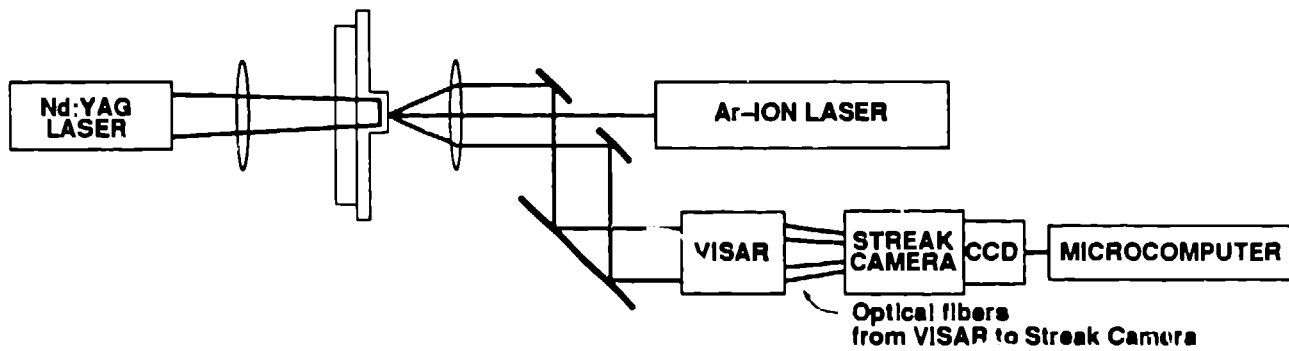 Nd:YAG
LASER
Ar-ION LASER
VISAR
STREAK
CAMERA
CCD
MICROCOMPUTER
Optical fibers
from VISAR to Streak Camera